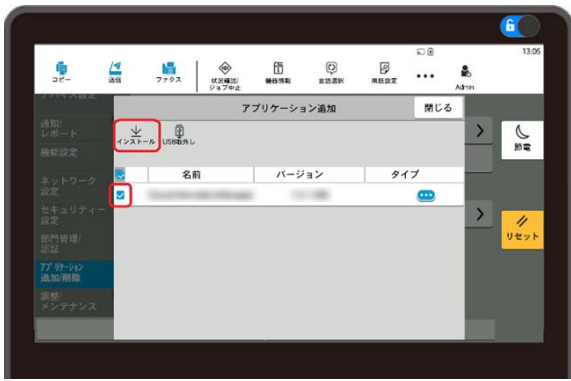 13:05
コピー
送信
ファクス
状況確認/
ジョブ中止
機器情報
言語選択
用紙設定
Admin
デバイス設定
アプリケーション追加
閉じる
通知/
レポート
インストール
USB取外し
節電
機能設定
名前
バージョン
タイプ
ネットワーク
設定
セキュリティー
設定
リセット
部門管理/
認証
アプリケーション
追加/削除
調整/
メンテナンス